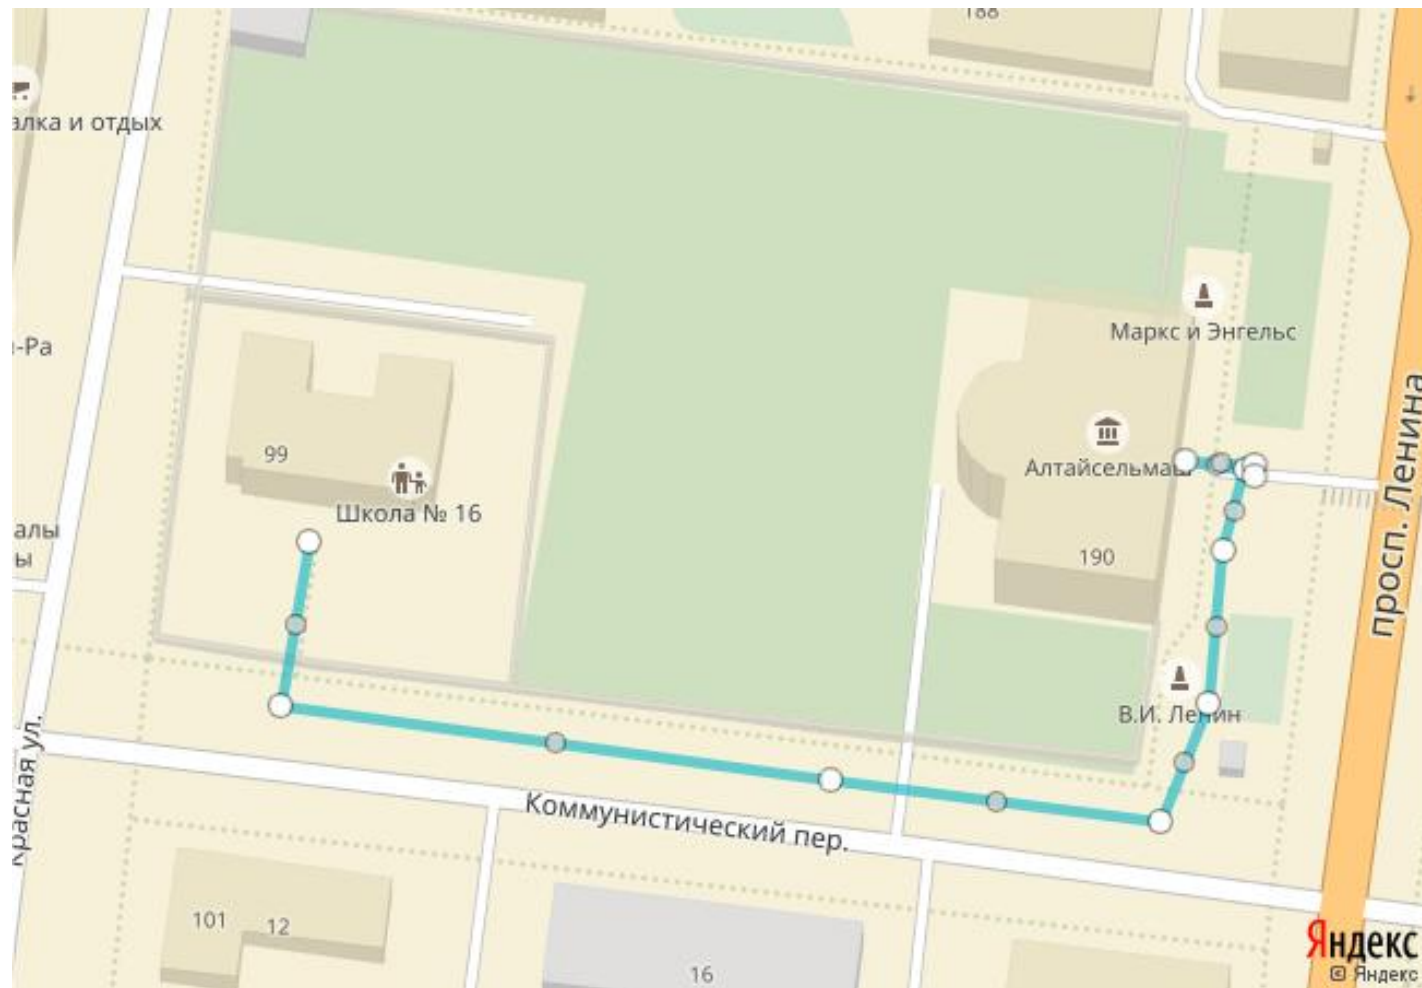 188
алка и отдых
Маркс и Энгельс
-Ра
просп. Ленина
99
Алтайсельмаш
Школа № 16
алы
ы
190
В.И. Ленин
Красная ул.
Коммунистический пер.
101
12
16
Яндекс
© Яндекс